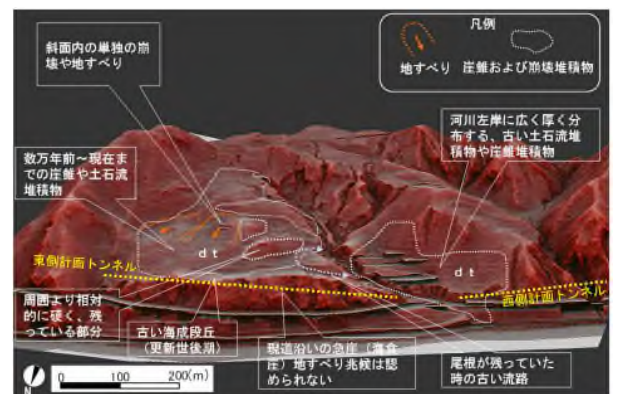 凡例
地すべり
崖錐および崩壊堆積物
斜面内の単独の崩
壊や地すべり
河川左岸に広く厚く分
布する、古い土石流堆
積物や崖錐堆積物
数万年前～現在ま
での崖錐や土石流
堆積物
dt
dt
東側計画トンネル
西側計画トンネル
周囲より相対
的に硬く、残
っている部分
古い海成段丘
（更新世後期）
現道沿いの急崖（海食
崖）地すべり兆候は認
められない
尾根が残っていた
時の古い流路
N
0 100 200(m)